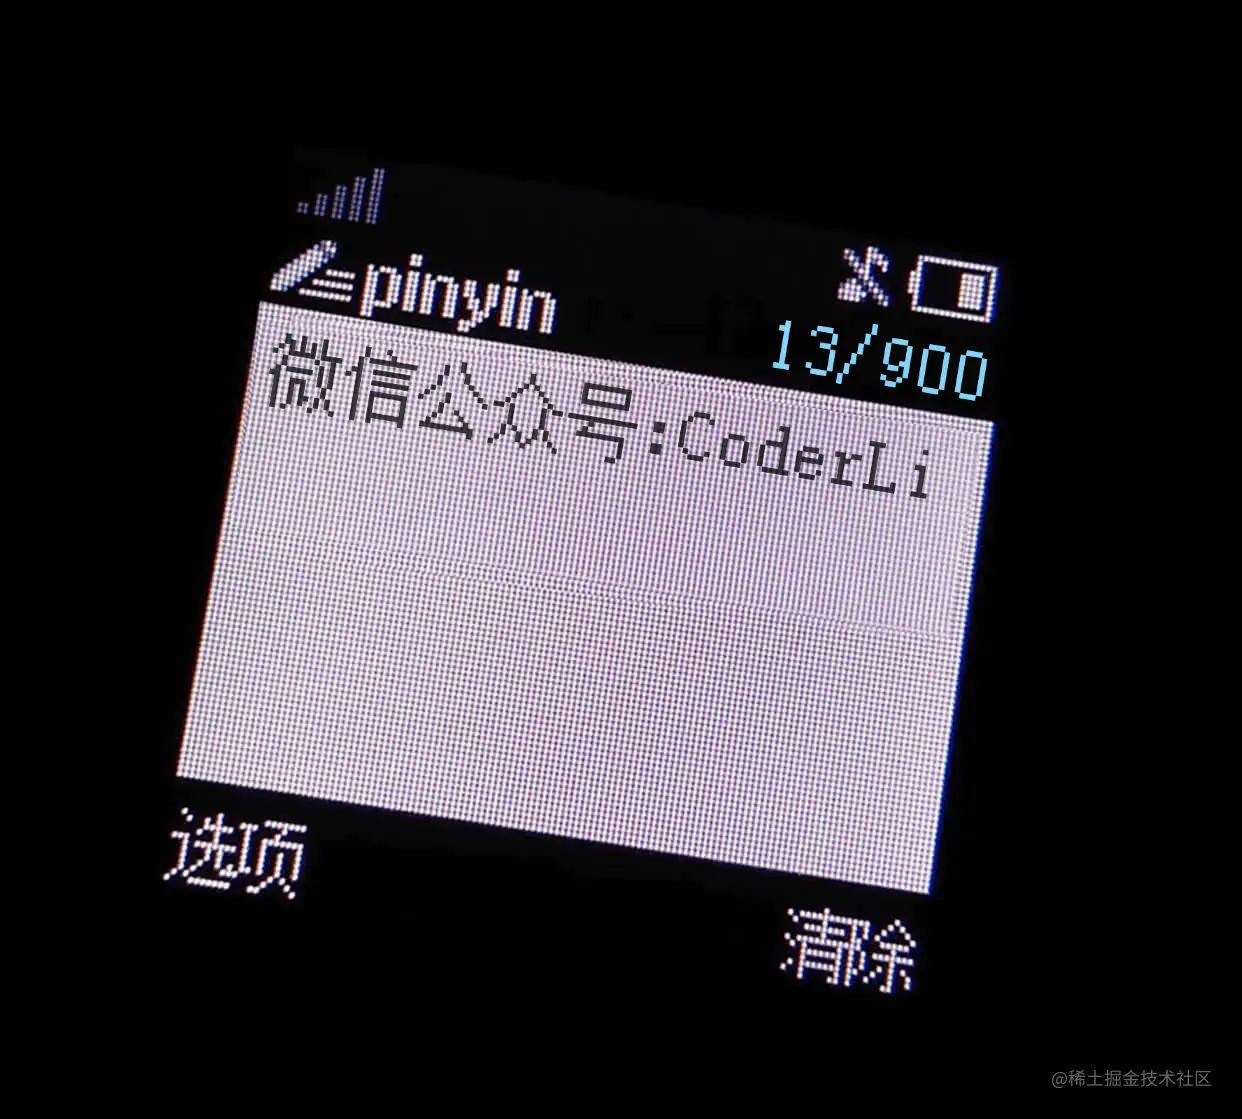 pinyin
13/900
微信公众号:CoderLi
选项
清除
@稀土掘金技术社区